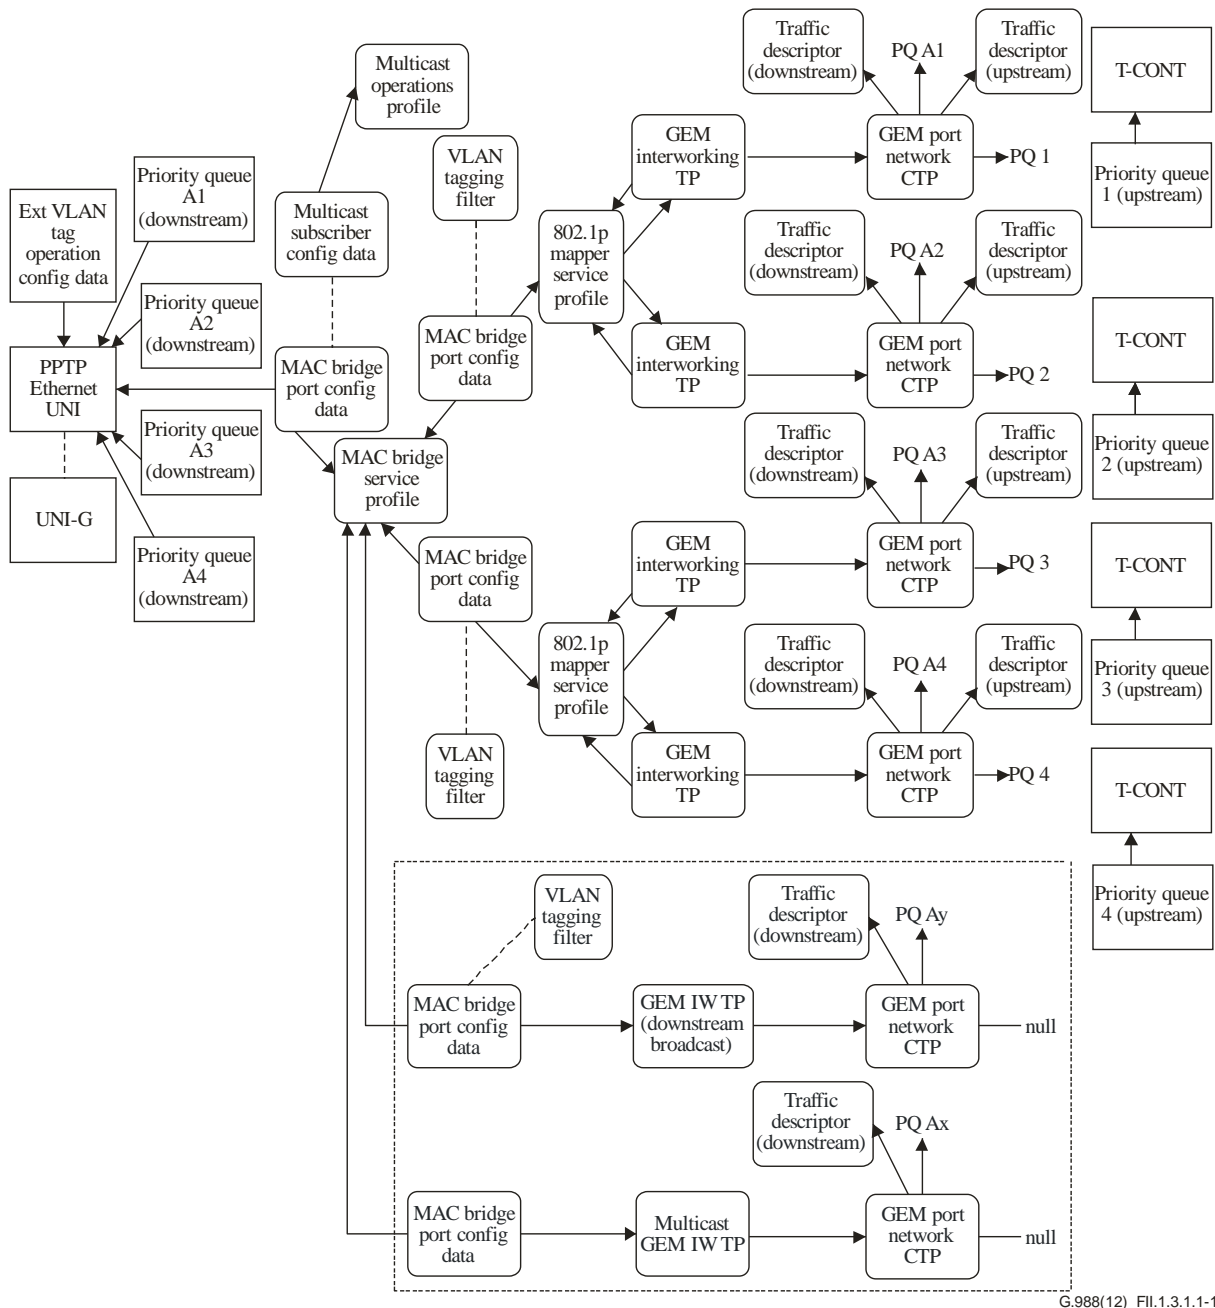 Traffic
descriptor
(downstream)
PQ A1
Traffic
descriptor
(upstream)
T-CONT
Multicast
operations
profile
VLAN
tagging
filter
GEM
interworking
TP
GEM port
network
CTP
PQ 1
Priority queue
1 (upstream)
Ext VLAN
tag
operation
config data
Priority queue
A1
(downstream)
Multicast
subscriber
config data
802.1p
mapper
service
profile
Traffic
descriptor
(downstream)
PQ A2
Traffic
descriptor
(upstream)
Priority queue
A2
(downstream)
PPTP
Ethernet
UNI
MAC bridge
port config
data
MAC bridge
port config
data
GEM
interworking
TP
GEM port
network
CTP
PQ 2
T-CONT
Priority queue
A3
(downstream)
MAC bridge
service
profile
Traffic
descriptor
(downstream)
PQ A3
Traffic
descriptor
(upstream)
Priority queue
2 (upstream)
UNI-G
Priority queue
A4
(downstream)
MAC bridge
port config
data
GEM
interworking
TP
GEM port
network
CTP
PQ 3
T-CONT
802.1p
mapper
service
profile
Traffic
descriptor
(downstream)
PQ A4
Traffic
descriptor
(upstream)
Priority queue
3 (upstream)
VLAN
tagging
filter
GEM
interworking
TP
GEM port
network
CTP
PQ 4
T-CONT
VLAN
tagging
filter
Traffic
descriptor
(downstream)
PQ Ay
Priority queue
4 (upstream)
MAC bridge
port config
data
GEM IW TP
(downstream
broadcast)
GEM port
network
CTP
null
Traffic
descriptor
(downstream)
PQ Ax
MAC bridge
port config
data
Multicast
GEM IW TP
GEM port
network
CTP
null
G.988(12)_FII.1.3.1.1-1